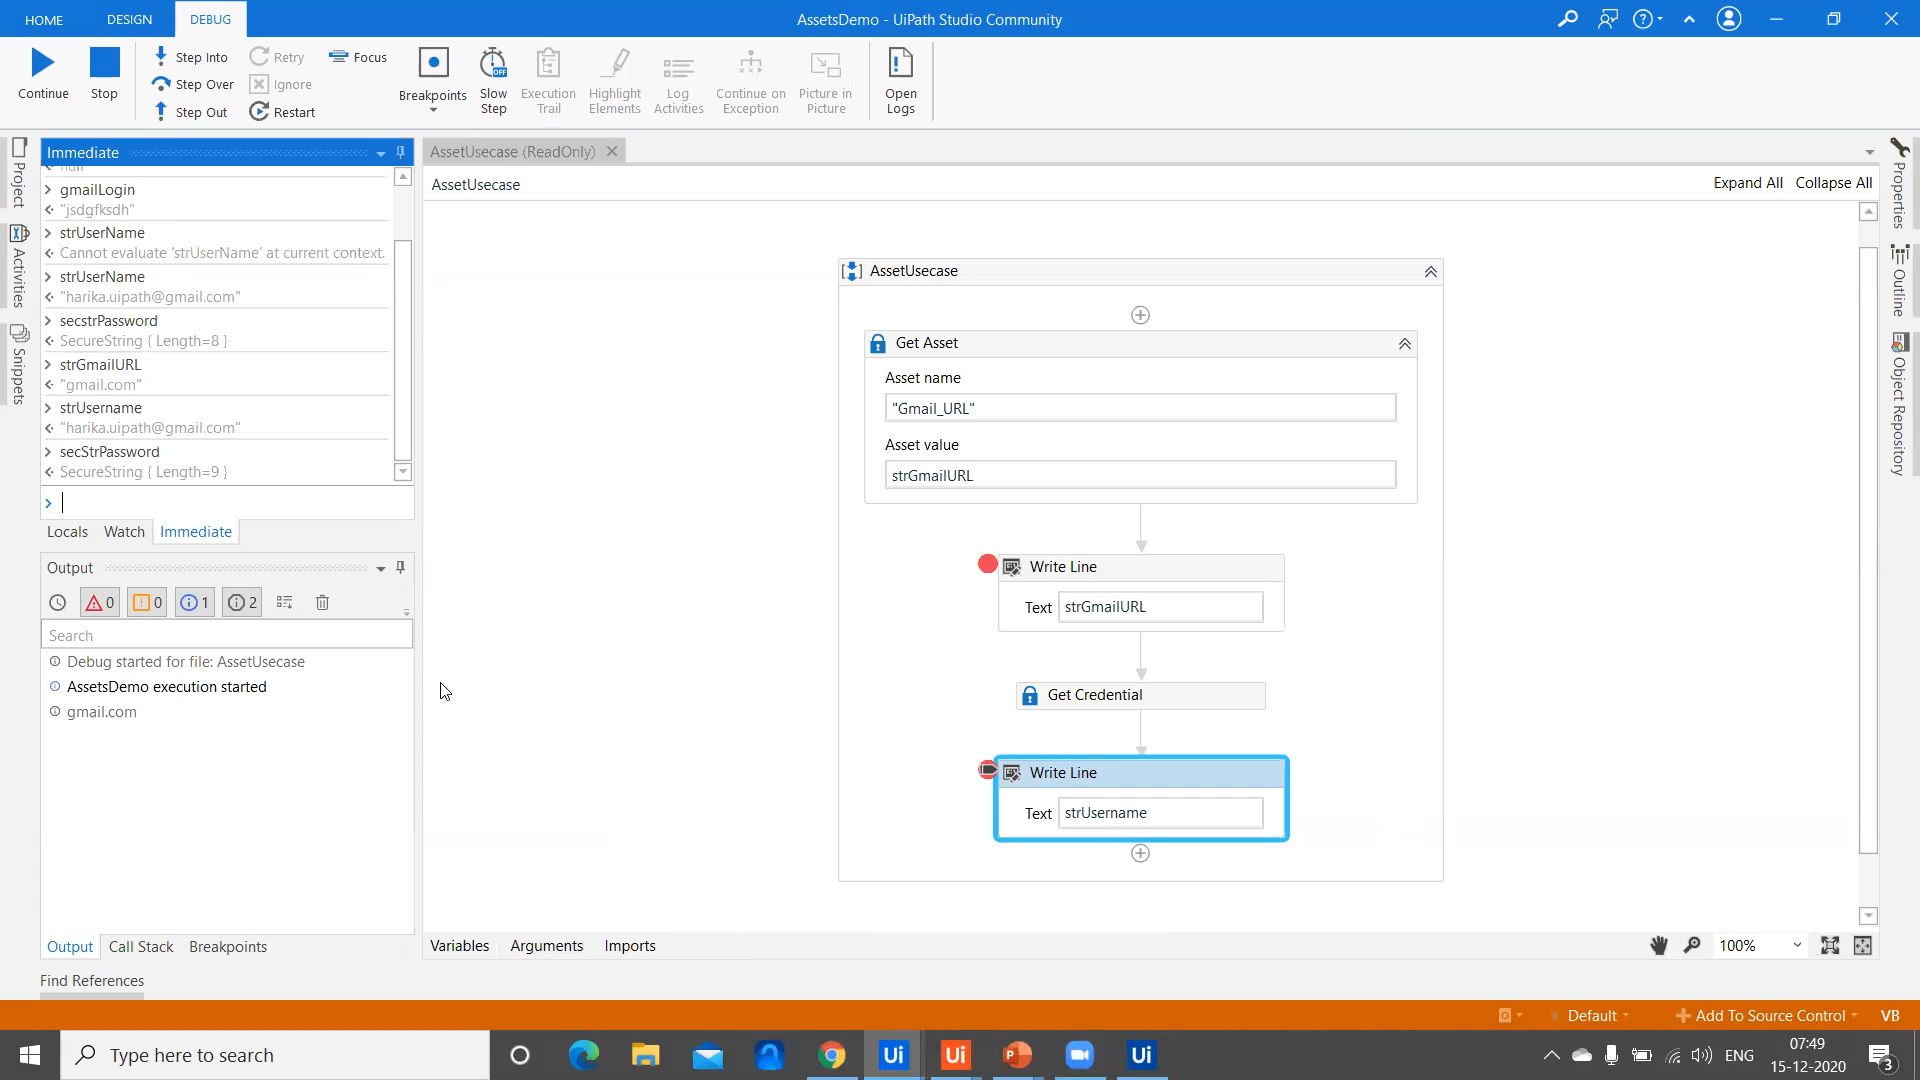 HOME DESIGN DEBUG AssetsDemo - UiPath Studio Community
Continue Stop Step Into Step Over Step Out Retry Ignore Restart Focus Breakpoints Slow Step Execution Trail Highlight Elements Log Activities Continue on Exception Picture in Picture Open Logs
Project
Activities
Snippets
Immediate
null
gmailLogin
"jsdgfksdh"
strUserName
Cannot evaluate 'strUserName' at current context.
strUserName
"harika.uipath@gmail.com"
secstrPassword
SecureString { Length=8 }
strGmailURL
"gmail.com"
strUsername
"harika.uipath@gmail.com"
secStrPassword
SecureString { Length=9 }
Locals Watch Immediate
Output
0 0 1 2
Search
Debug started for file: AssetUsecase
AssetsDemo execution started
gmail.com
Output Call Stack Breakpoints
Find References
AssetUsecase (ReadOnly)
AssetUsecase Expand All Collapse All
AssetUsecase
Get Asset
Asset name
"Gmail_URL"
Asset value
strGmailURL
Write Line
Text strGmailURL
Get Credential
Write Line
Text strUsername
Variables Arguments Imports 100%
Properties
Outline
Object Repository
Default Add To Source Control VB
Type here to search
Ui Ui Ui
ENG
07:49
15-12-2020
3